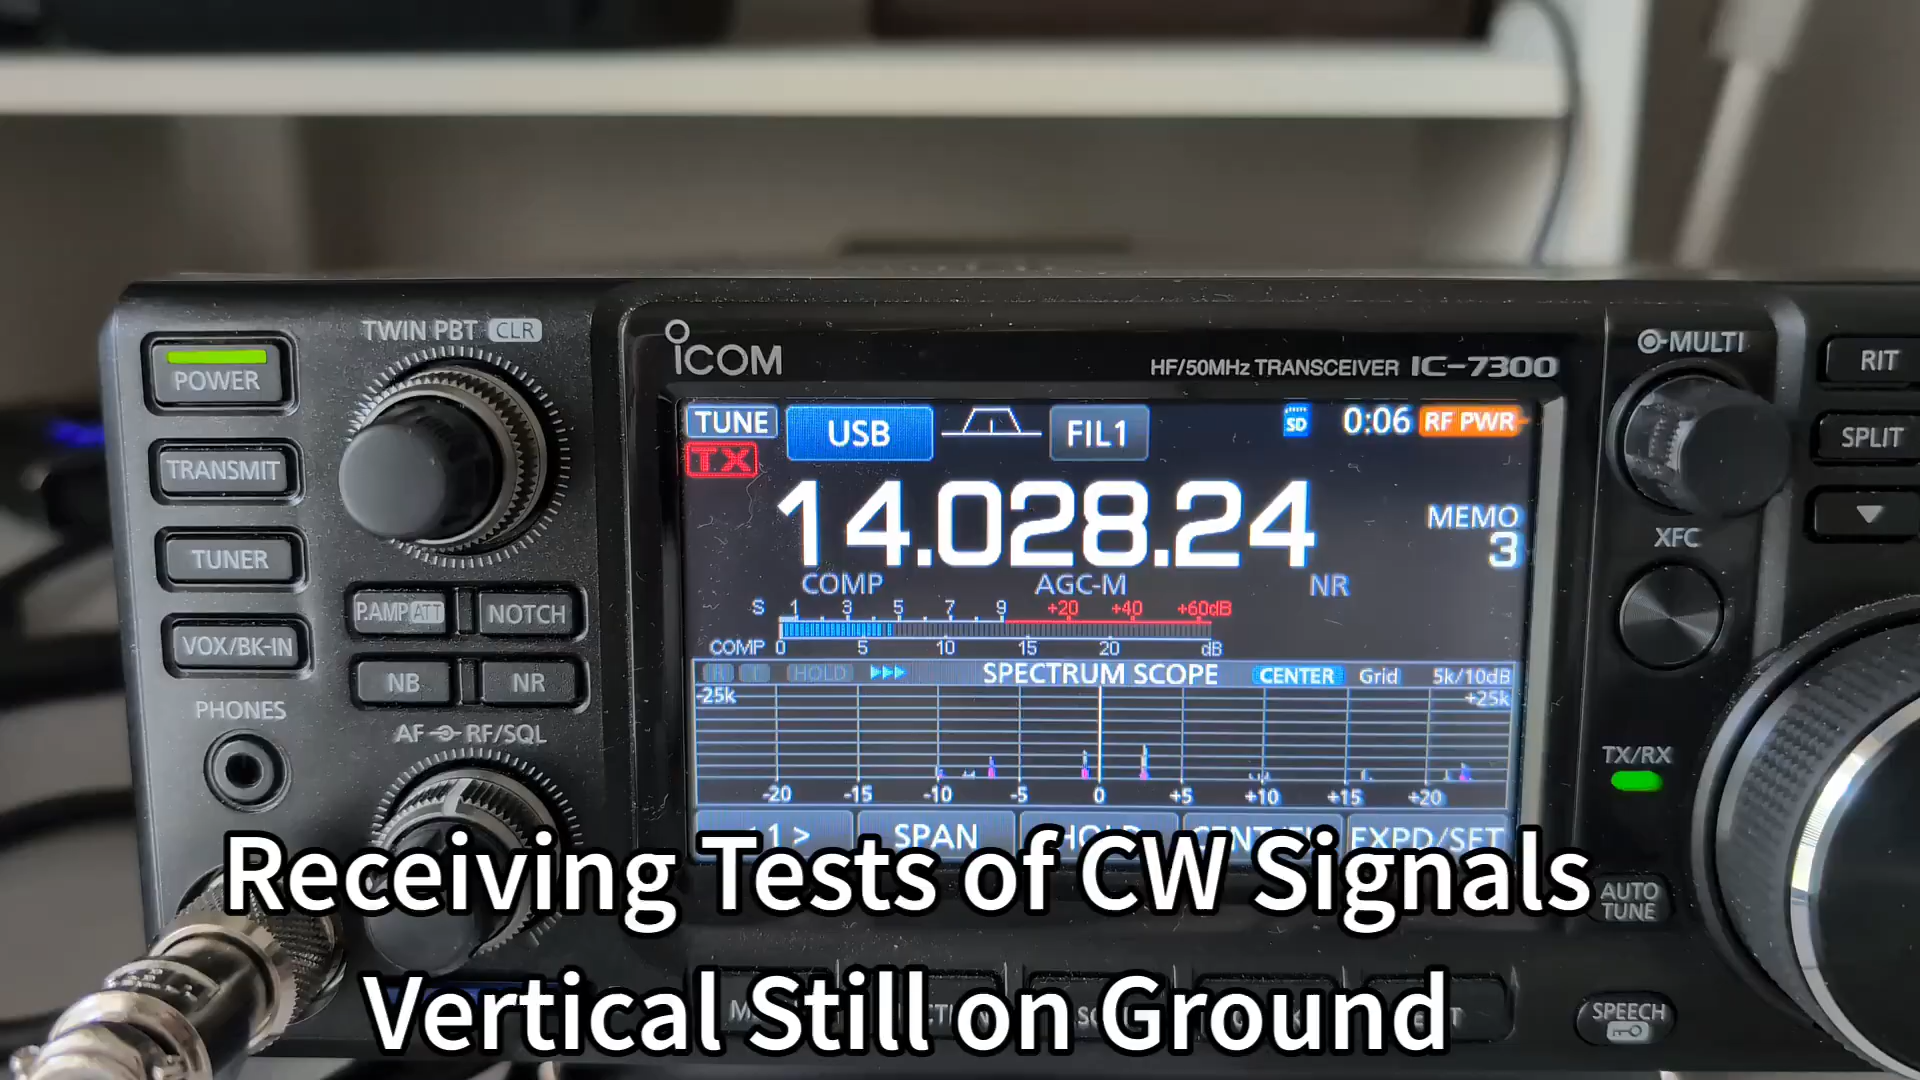 TWIN PBT CLR
ICOM
HF/50MHz TRANSCEIVER IC-7300
MULTI
RIT
POWER
TUNE
USB
FIL1
SD
0:06
RF PWR
TX
SPLIT
TRANSMIT
14.028.24
MEMO
3
XFC
TUNER
COMP
AGC-M
NR
P.AMP ATT
NOTCH
S 1 3 5 7 9 +20 +40 +60dB
VOX/BK-IN
COMP 0 5 10 15 20 dB
HOLD
SPECTRUM SCOPE
CENTER
Grid
5k/10dB
NB
NR
-25k
+25k
PHONES
AF RF/SQL
TX/RX
-20 -15 -10 -5 0 +5 +10 +15 +20
< 1 >
SPAN
HOLD
EXPD/SET
Receiving Tests of CW Signals
AUTO
TUNE
Vertical Still on Ground
SPEECH